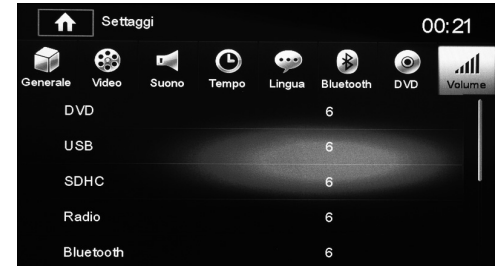 Settaggi 00:21
Generale Video Suono Tempo Lingua Bluetooth DVD Volume
DVD 6
USB 6
SDHC 6
Radio 6
Bluetooth 6